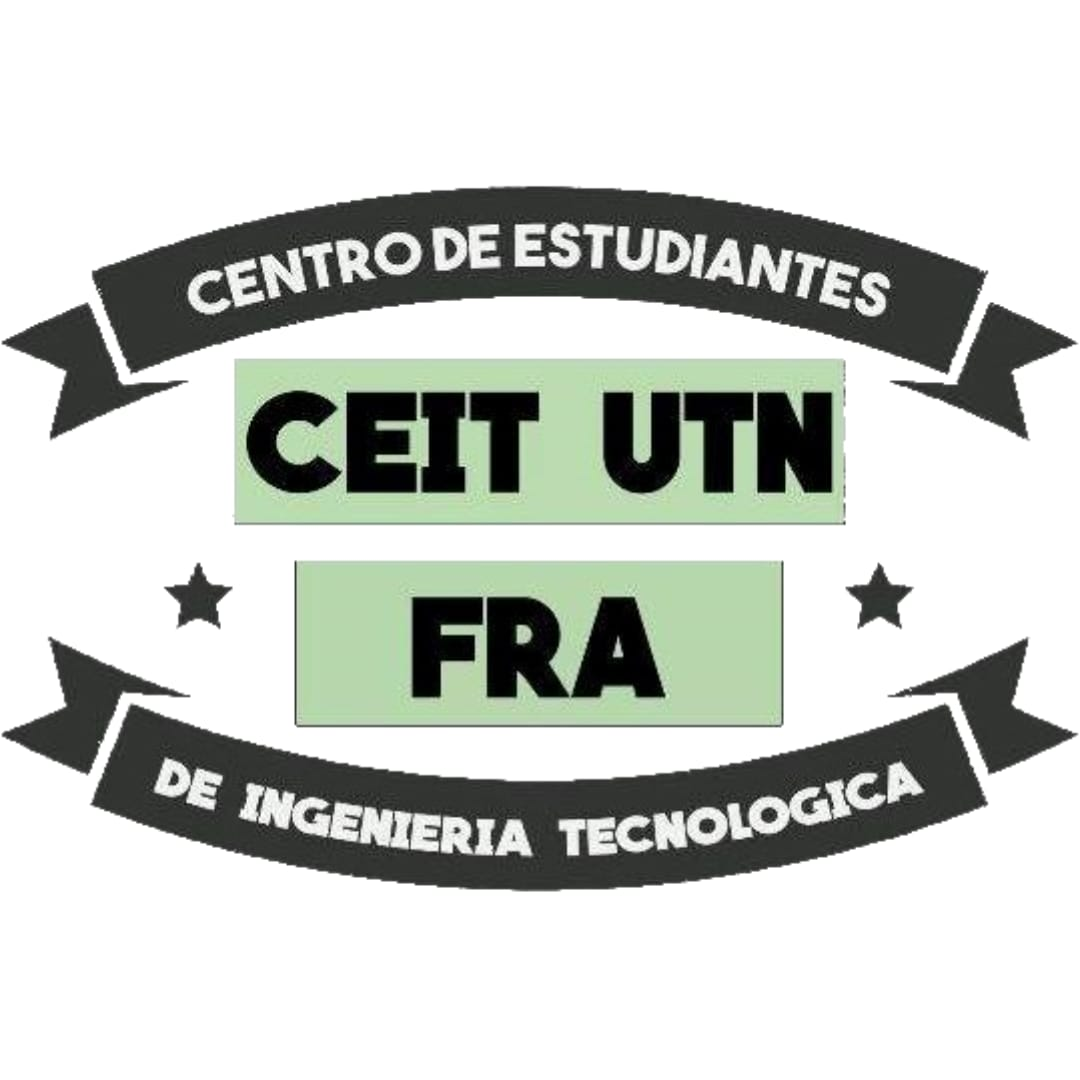 CENTRO DE ESTUDIANTES
CEIT UTN
FRA
DE INGENIERIA TECNOLOGICA